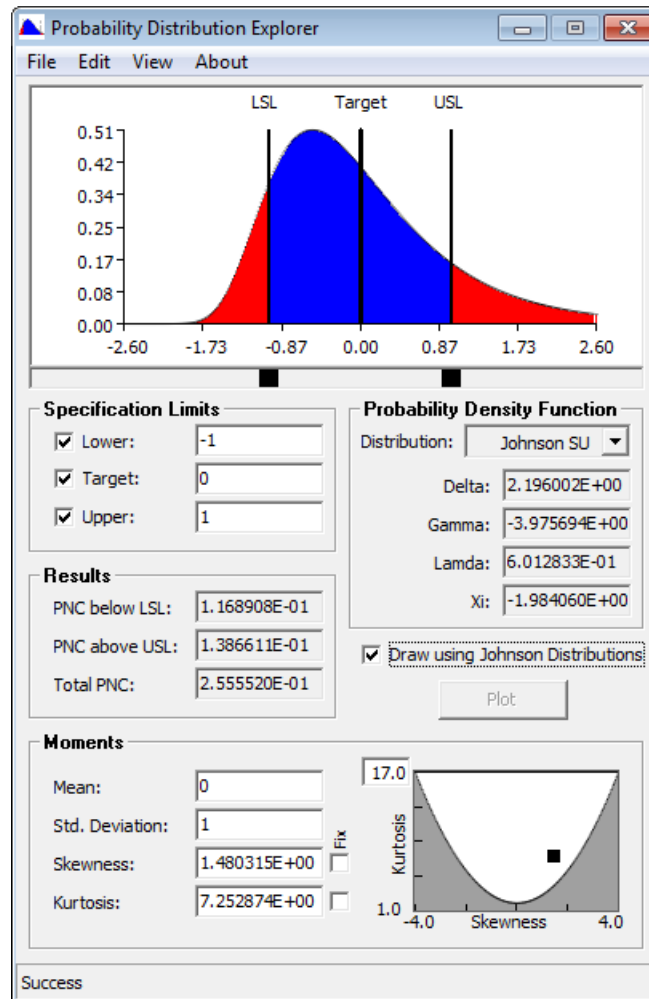 Probability Distribution Explorer
File Edit View About
LSL Target USL
0.51
0.42
0.34
0.25
0.17
0.08
0.00
-2.60 -1.73 -0.87 0.00 0.87 1.73 2.60
Specification Limits
Lower: -1
Target: 0
Upper: 1
Probability Density Function
Distribution: Johnson SU
Delta: 2.196002E+00
Gamma: -3.975694E+00
Lamda: 6.012833E-01
Xi: -1.984060E+00
Results
PNC below LSL: 1.168908E-01
PNC above USL: 1.386611E-01
Total PNC: 2.555520E-01
Draw using Johnson Distributions
Plot
Moments
Mean: 0
Std. Deviation: 1
Fix
Skewness: 1.480315E+00
Kurtosis: 7.252874E+00
17.0
Kurtosis
1.0
-4.0 Skewness 4.0
Success